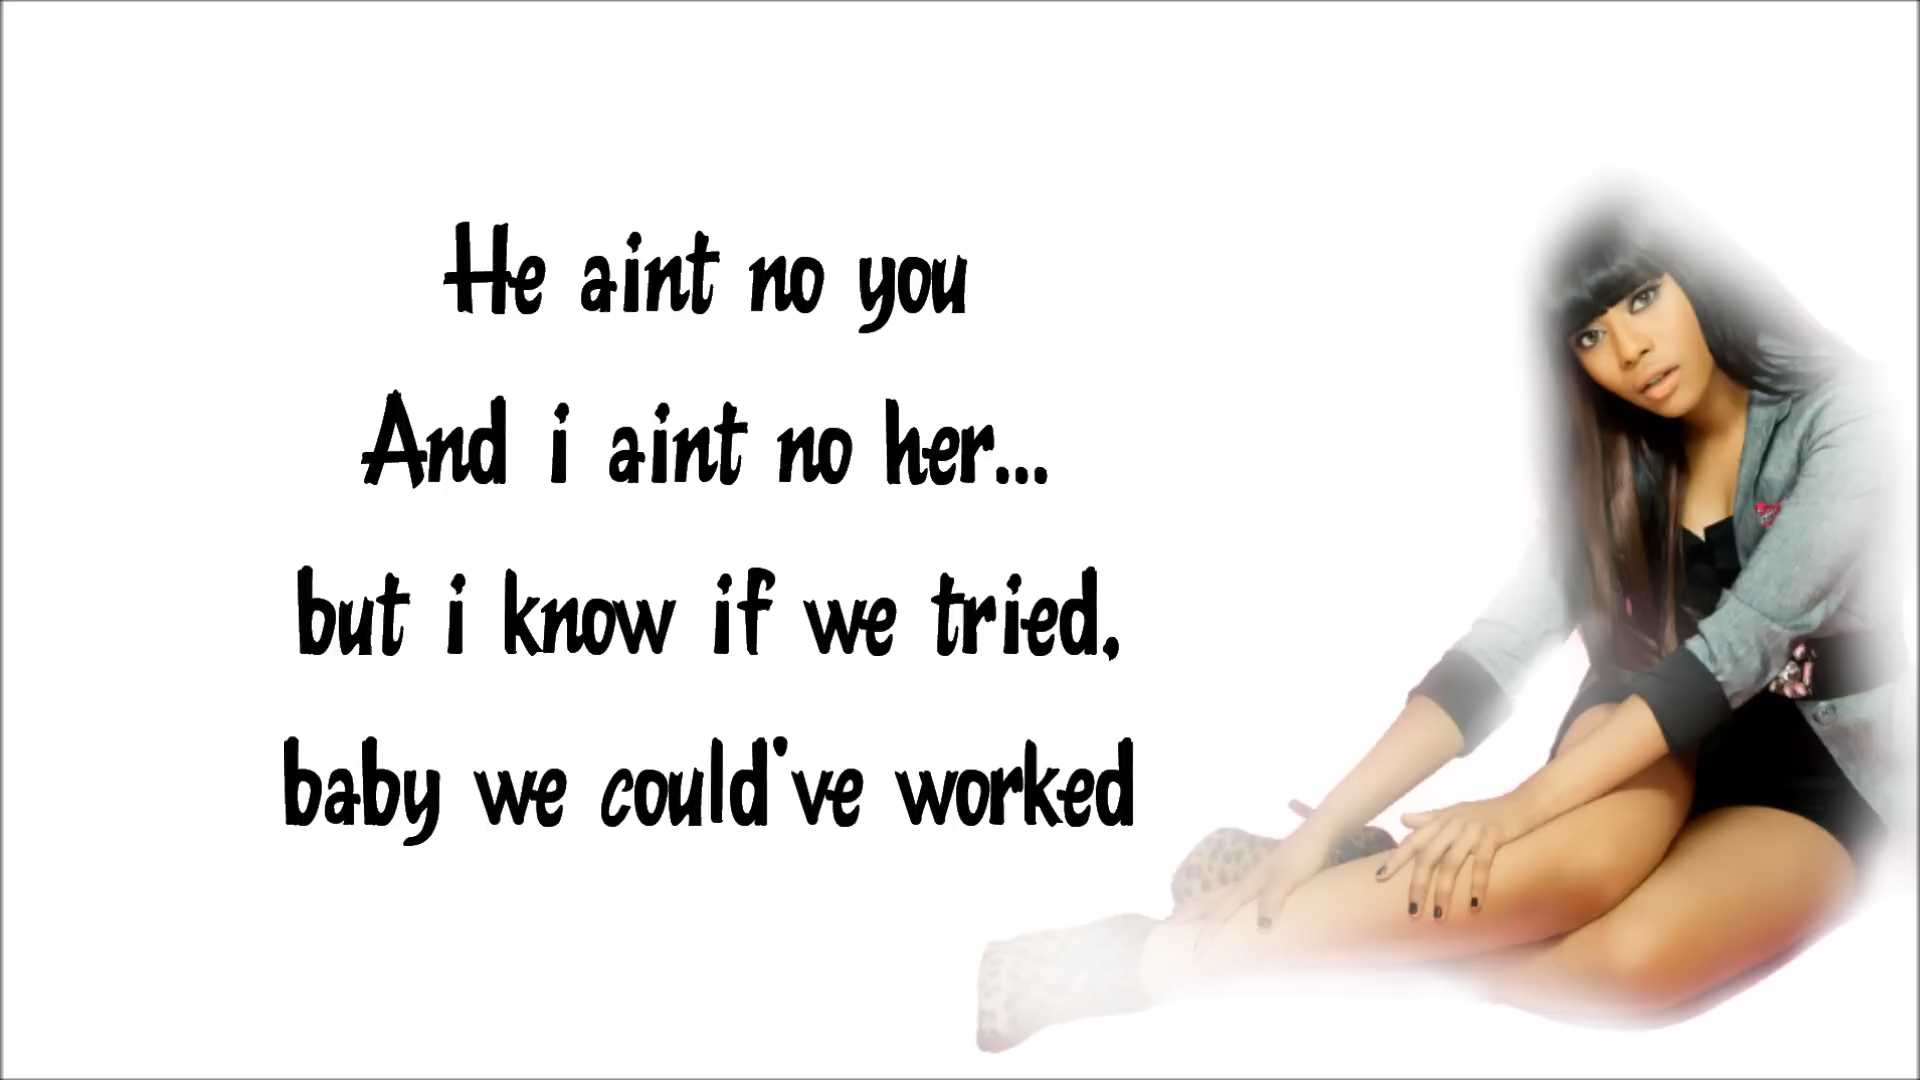 He aint no you
And i aint no her...
but i know if we tried,
baby we could've worked